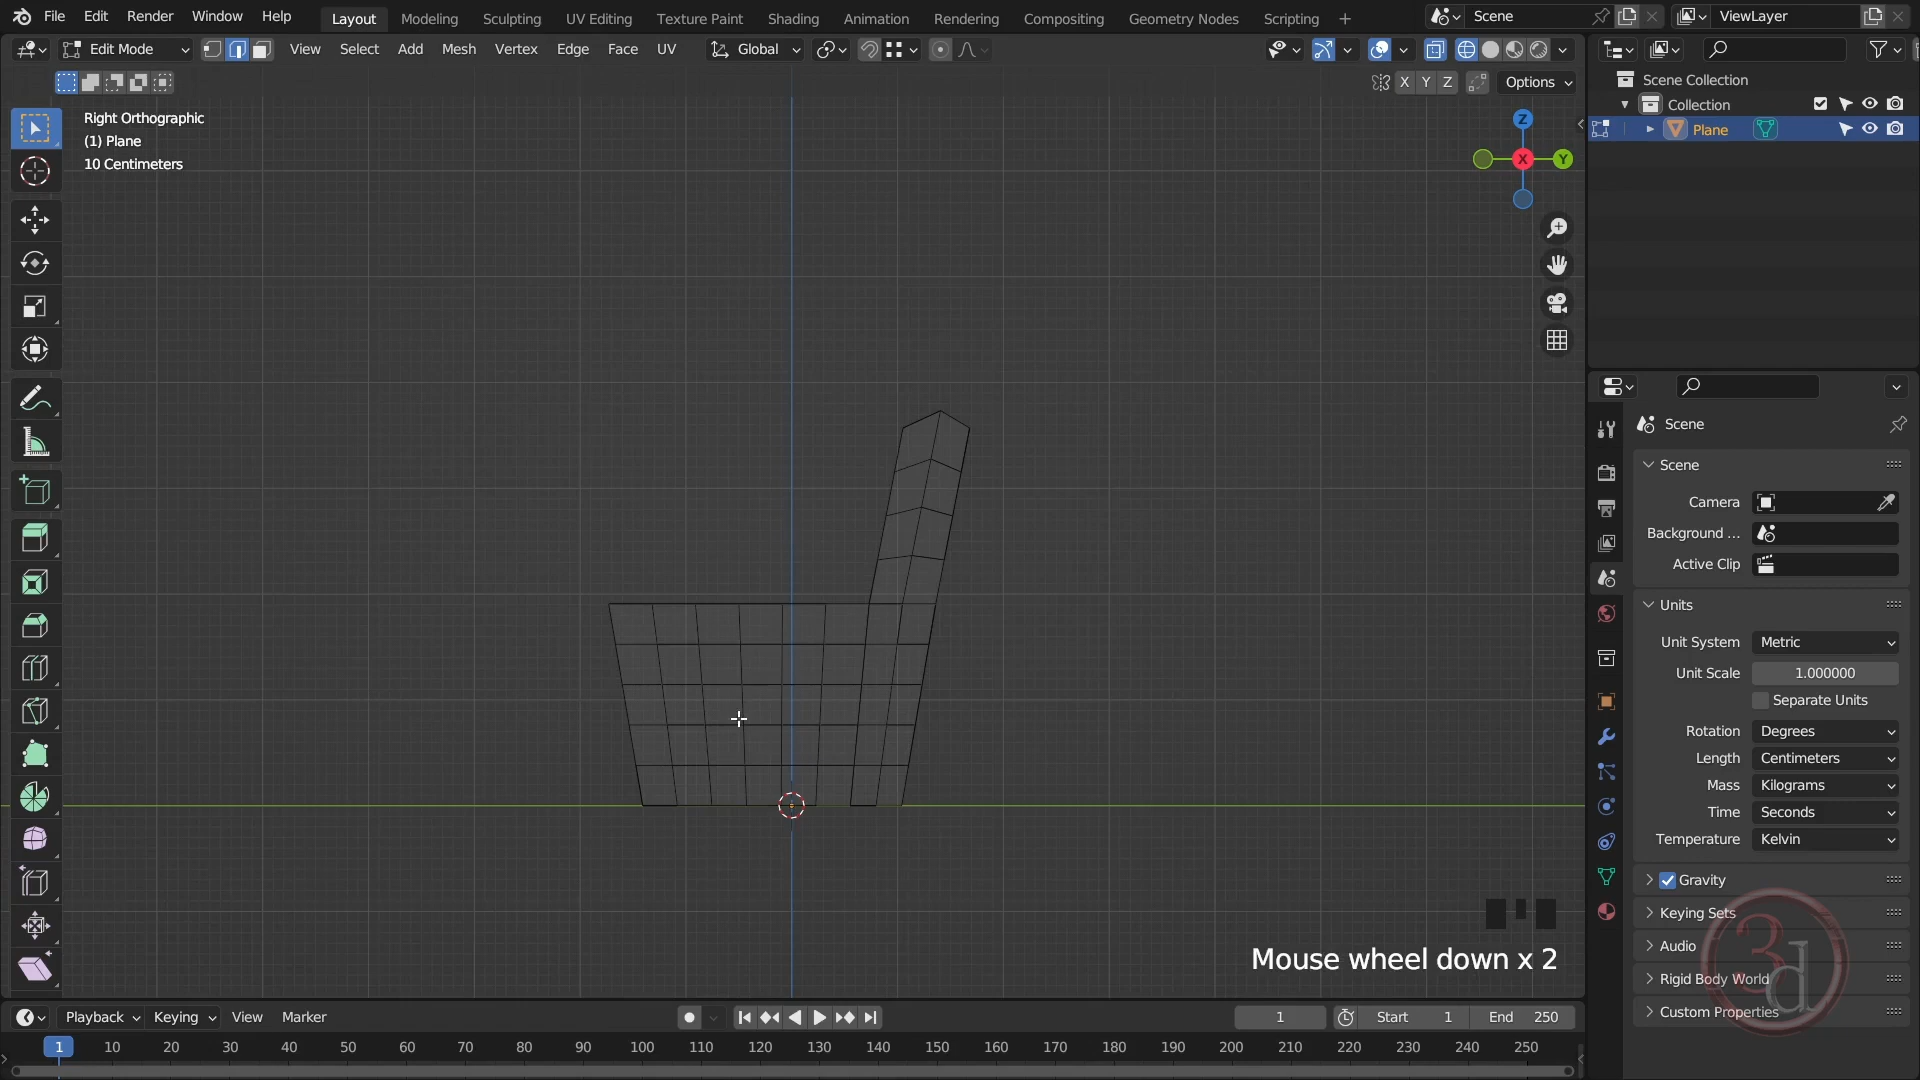 File Edit Render Window Help Layout Modeling Sculpting UV Editing Texture Paint Shading Animation Rendering Compositing Geometry Nodes Scripting + Scene ViewLayer
Edit Mode View Select Add Mesh Vertex Edge Face UV Global
X Y Z Options
Right Orthographic
(1) Plane
10 Centimeters
Z
X
Y
Scene Collection
Collection
Plane
Scene
Scene
Camera
Background ...
Active Clip
Units
Unit System Metric
Unit Scale 1.000000
Separate Units
Rotation Degrees
Length Centimeters
Mass Kilograms
Time Seconds
Temperature Kelvin
Gravity
Keying Sets
Audio
Rigid Body World
Custom Properties
3d
Mouse wheel down x 2
Playback Keying View Marker 1 Start 1 End 250
1 10 20 30 40 50 60 70 80 90 100 110 120 130 140 150 160 170 180 190 200 210 220 230 240 250